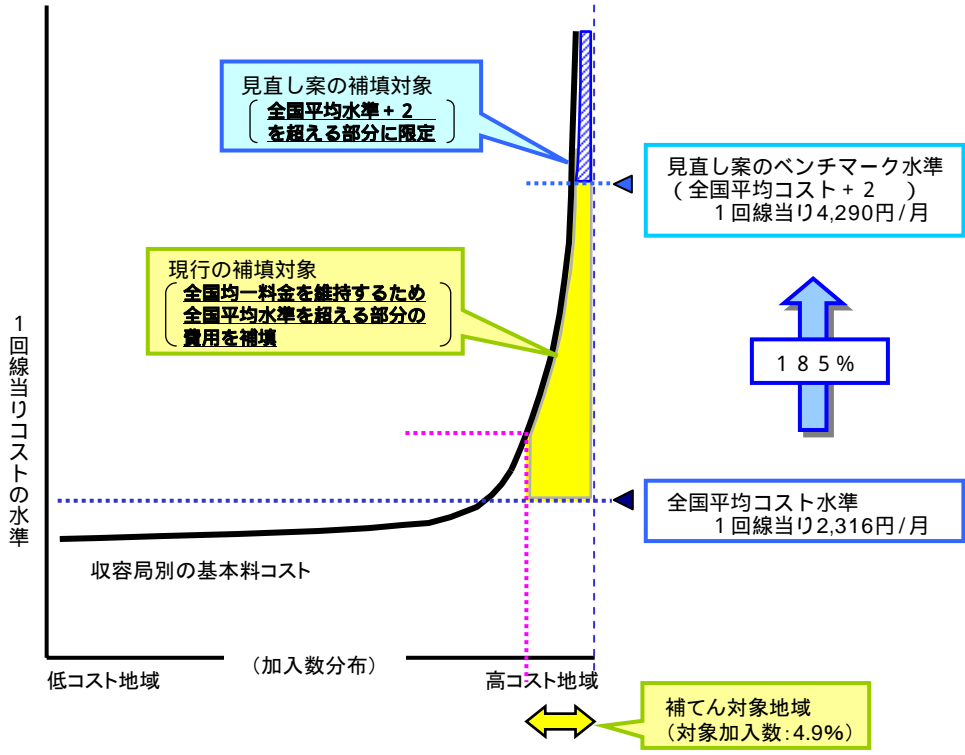 見直し案の補填対象
全国平均水準+2
を超える部分に限定
見直し案のベンチマーク水準
(全国平均コスト+2 )
1回線当り4,290円/月
現行の補填対象
全国均一料金を維持するため
全国平均水準を超える部分の
費用を補填
185%
1回線当りコストの水準
全国平均コスト水準
1回線当り2,316円/月
収容局別の基本料コスト
低コスト地域
(加入数分布)
高コスト地域
補てん対象地域
(対象加入数:4.9%)